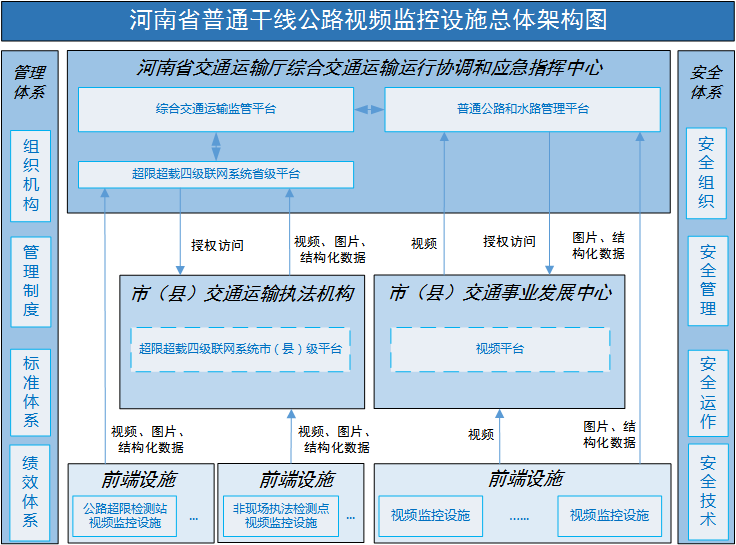 河南省普通干线公路视频监控设施总体架构图
管理
体系
组
织
机
构
管
理
制
度
标
准
体
系
绩
效
体
系
河南省交通运输厅综合交通运输运行协调和应急指挥中心
综合交通运输监管平台
普通公路和水路管理平台
超限超载四级联网系统省级平台
授权访问
视频、图片、
结构化数据
视频
授权访问
图片、结
构化数据
市（县）交通运输执法机构
超限超载四级联网系统市（县）级平台
市（县）交通事业发展中心
视频平台
视频、图片、
结构化数据
视频、图片、
结构化数据
视频
图片、结
构化数据
前端设施
公路超限检测站
视频监控设施
...
前端设施
非现场执法检测点
视频监控设施
...
前端设施
视频监控设施
......
视频监控设施
安全
体系
安
全
组
织
安
全
管
理
安
全
运
作
安
全
技
术